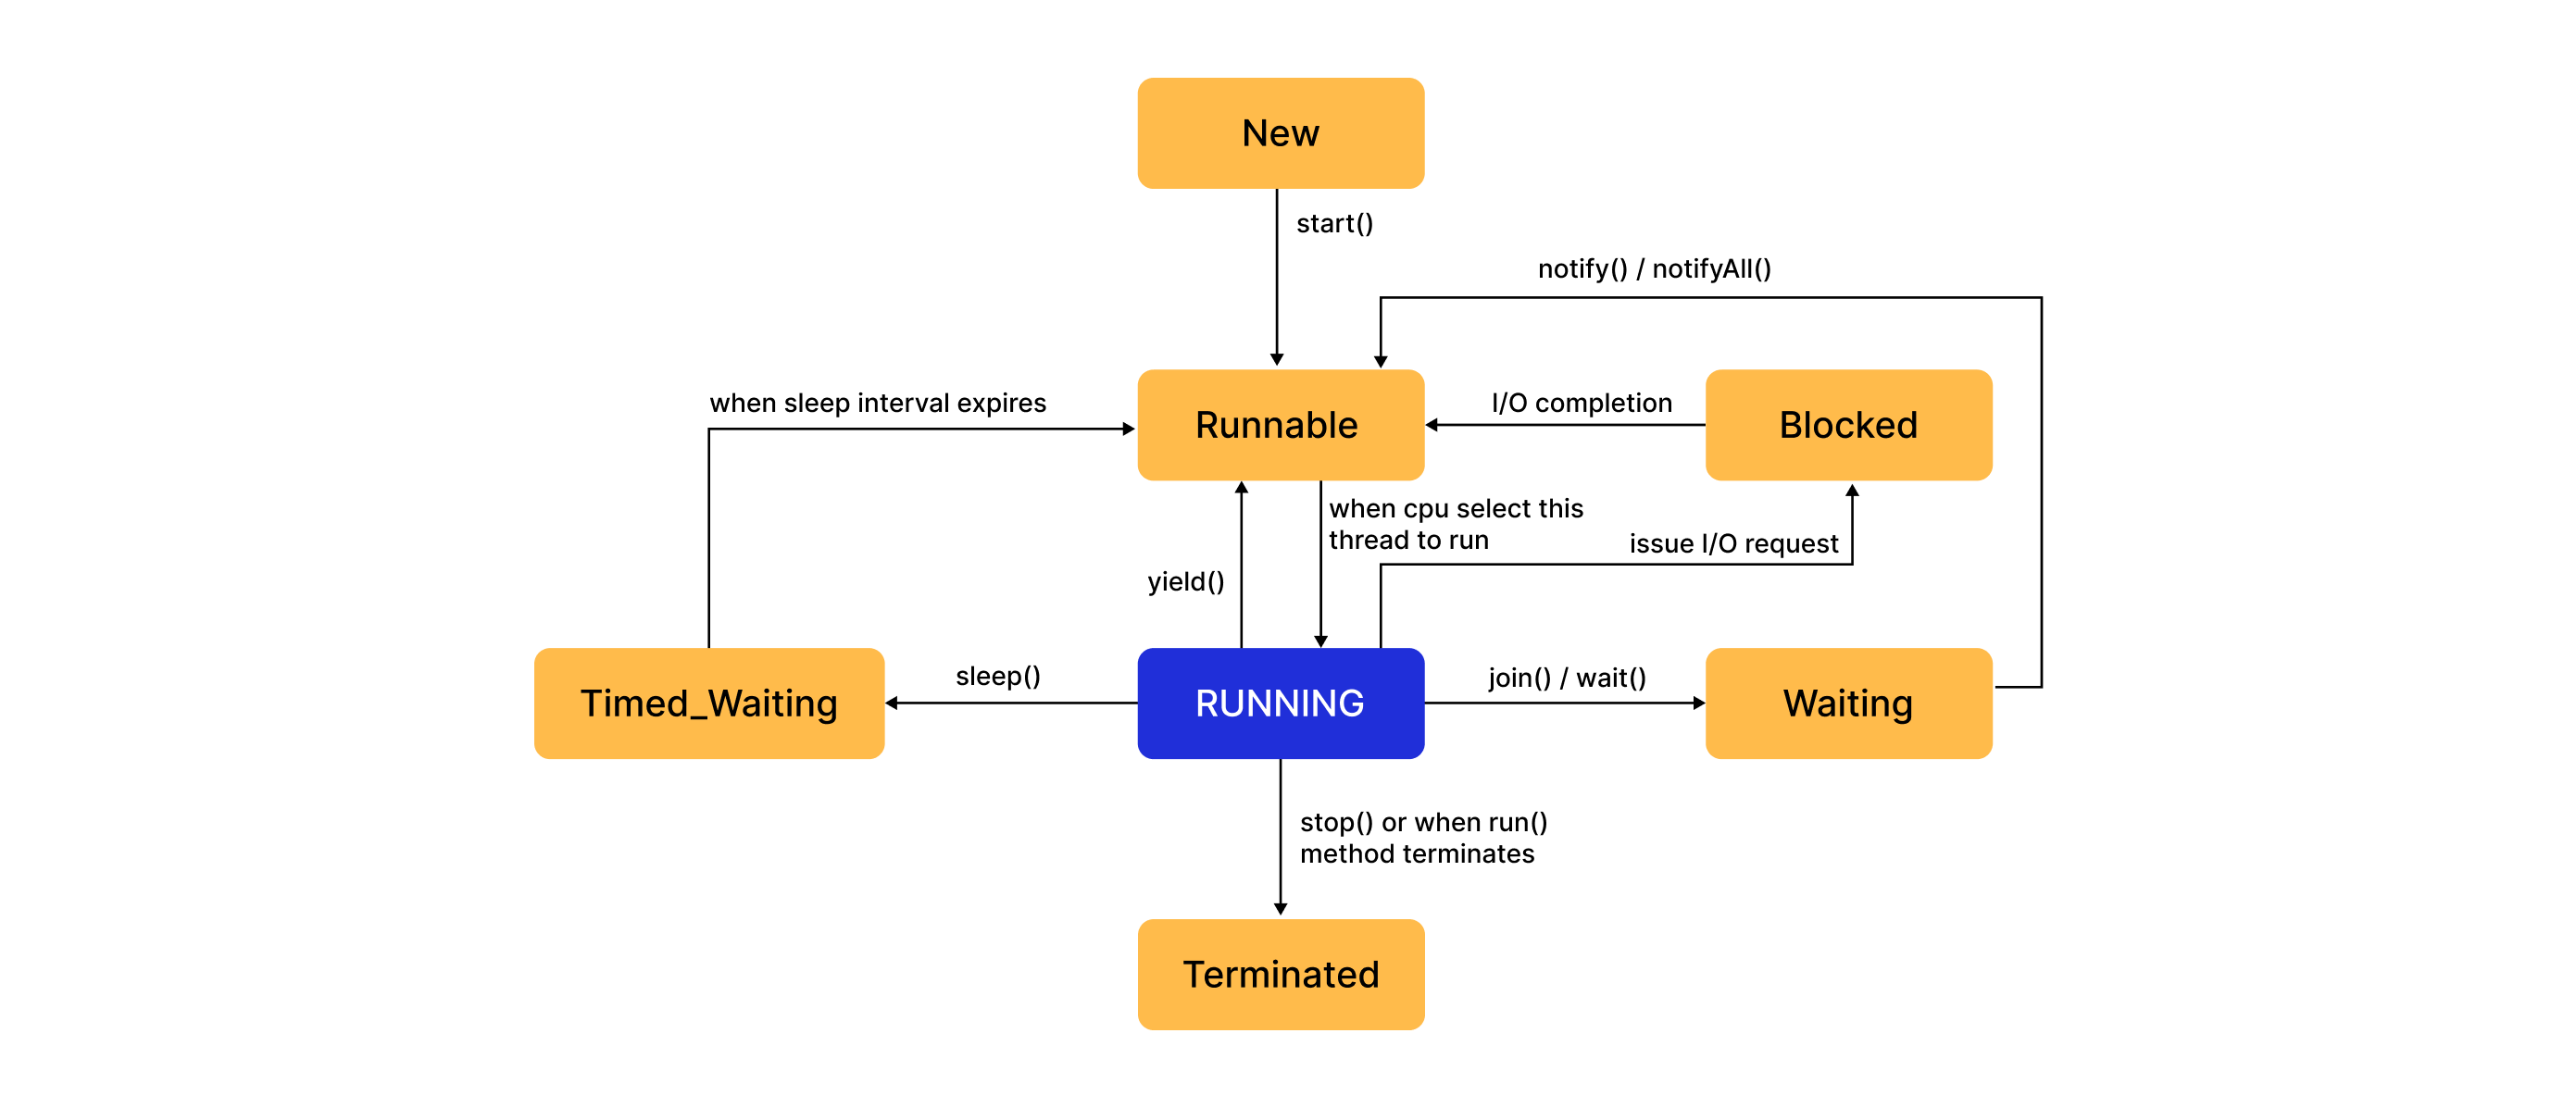 New
start()
notify() / notifyAll()
when sleep interval expires
Runnable
I/O completion
Blocked
when cpu select this
thread to run
issue I/O request
yield()
Timed_Waiting
sleep()
RUNNING
join() / wait()
Waiting
stop() or when run()
method terminates
Terminated